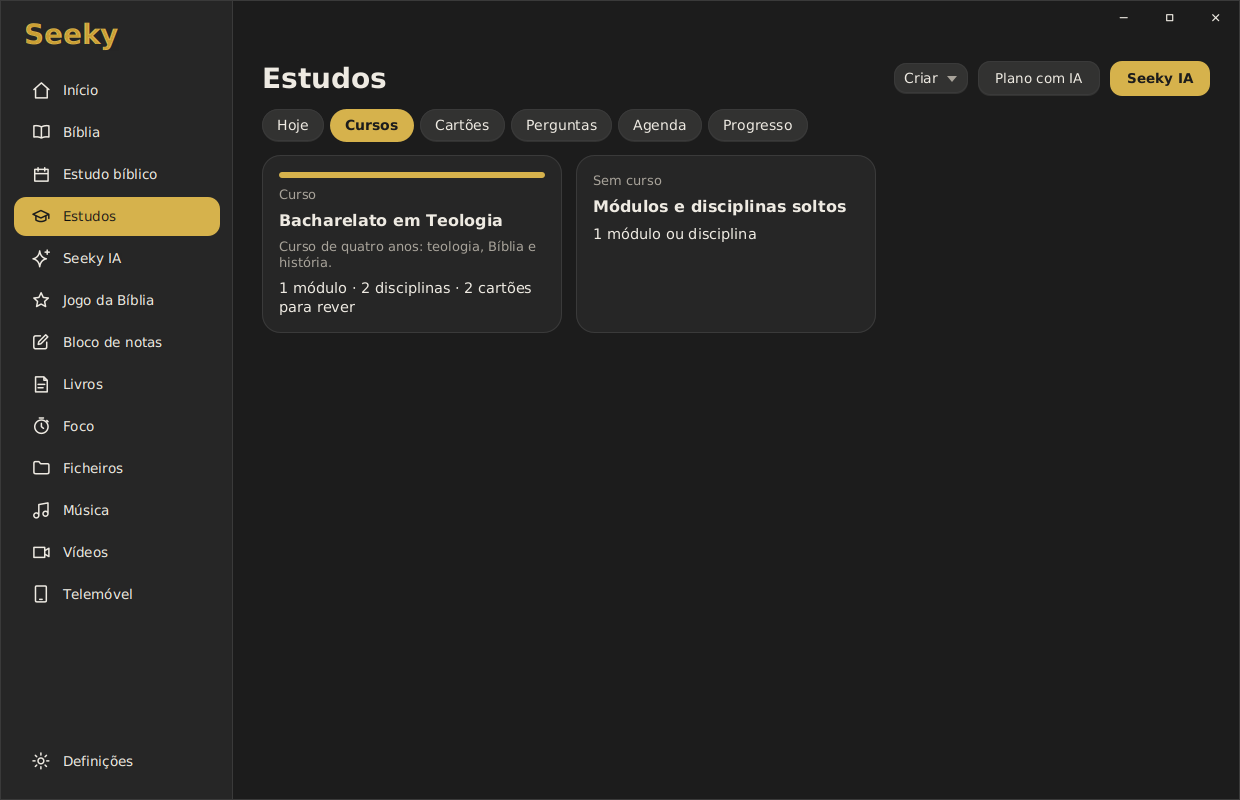 Seeky
Início
Bíblia
Estudo bíblico
Estudos
Seeky IA
Jogo da Bíblia
Bloco de notas
Livros
Foco
Ficheiros
Música
Vídeos
Telemóvel
Definições
Estudos
Criar
Plano com IA
Seeky IA
Hoje
Cursos
Cartões
Perguntas
Agenda
Progresso
Curso
Bacharelato em Teologia
Curso de quatro anos: teologia, Bíblia e
história.
1 módulo · 2 disciplinas · 2 cartões
para rever
Sem curso
Módulos e disciplinas soltos
1 módulo ou disciplina